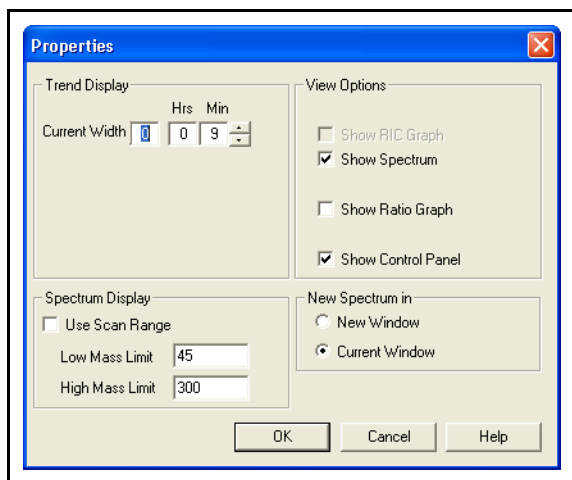 Properties
Trend Display
Hrs Min
Current Width 0 0 9
View Options
Show RIC Graph
Show Spectrum
Show Ratio Graph
Show Control Panel
Spectrum Display
Use Scan Range
Low Mass Limit 45
High Mass Limit 300
New Spectrum in
New Window
Current Window
OK Cancel Help